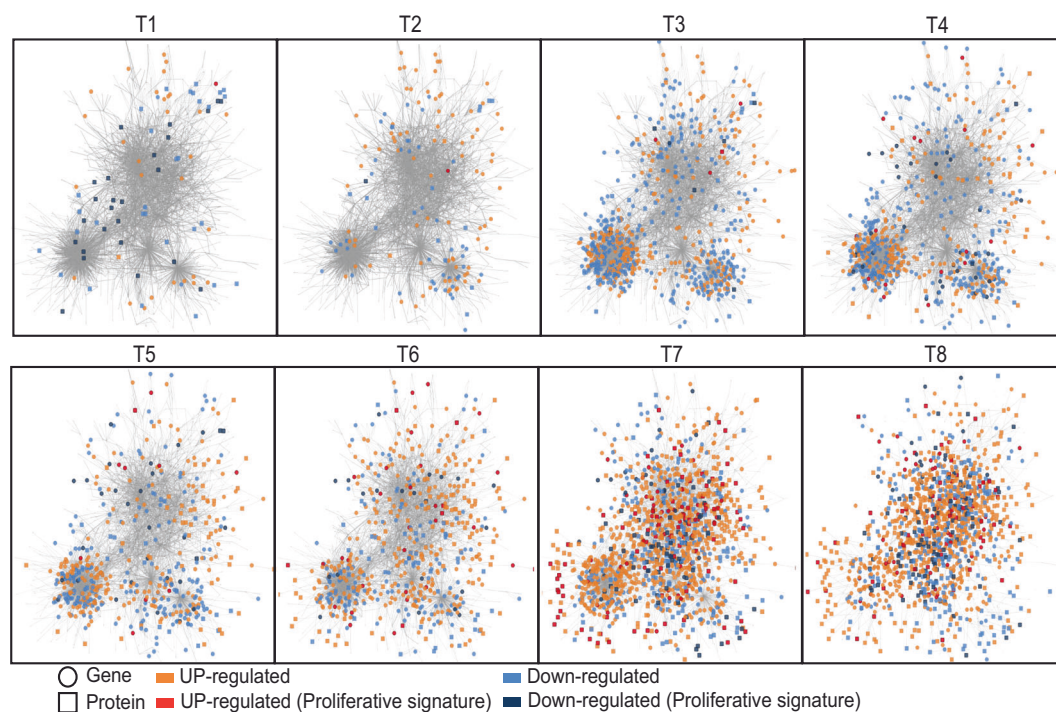 T1 T2 T3 T4
T5 T6 T7 T8
Gene UP-regulated Down-regulated
Protein UP-regulated (Proliferative signature) Down-regulated (Proliferative signature)